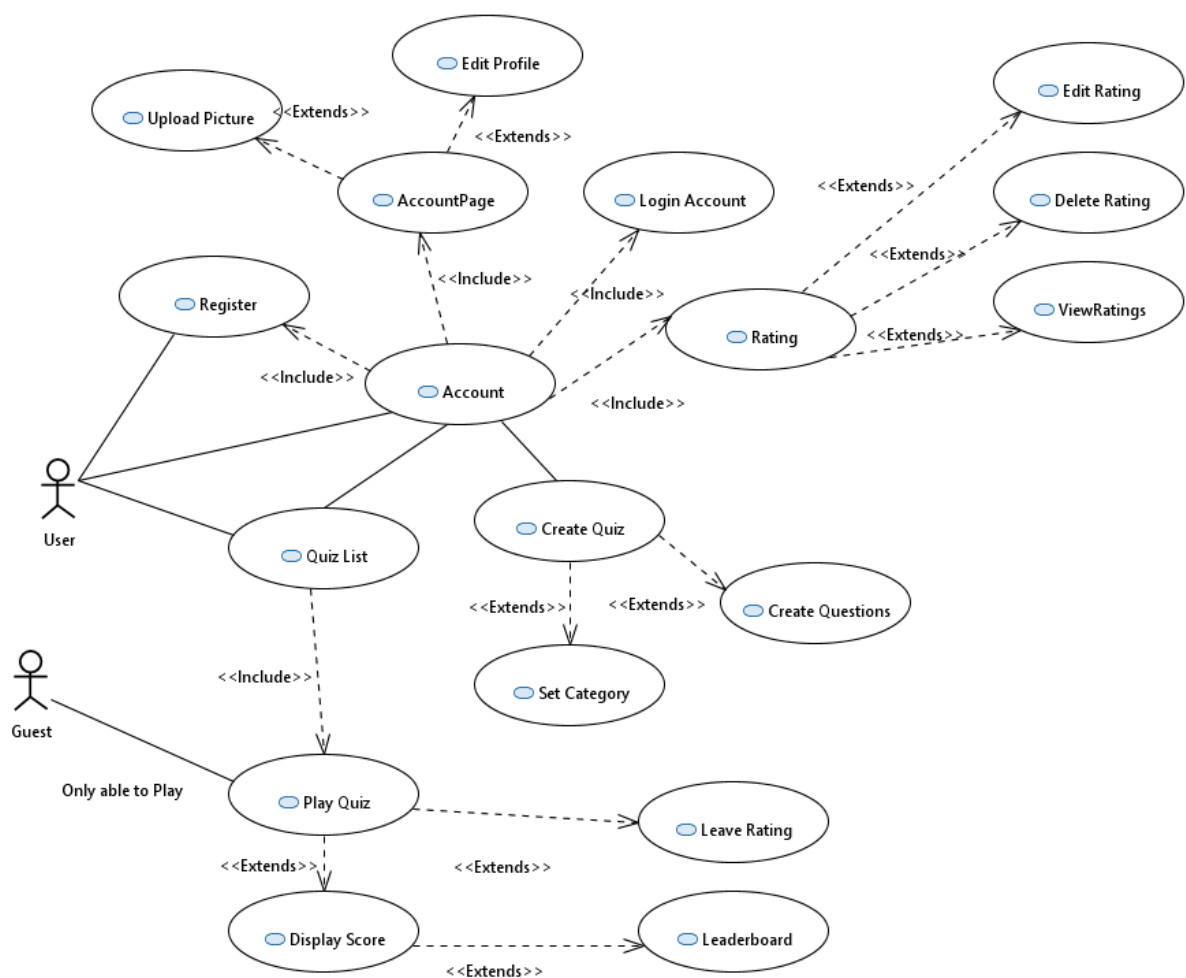 Edit Profile
Edit Rating
Upload Picture
<<Extends>>
<<Extends>>
AccountPage
Login Account
<<Extends>>
Delete Rating
<<Extends>>
<<Include>>
<<Include>>
Register
ViewRatings
Rating
<<Extends>>
<<Include>>
Account
<<Include>>
User
Create Quiz
Quiz List
<<Extends>>
<<Extends>>
Create Questions
<<Include>>
Set Category
Guest
Only able to Play
Play Quiz
Leave Rating
<<Extends>>
<<Extends>>
Display Score
Leaderboard
<<Extends>>